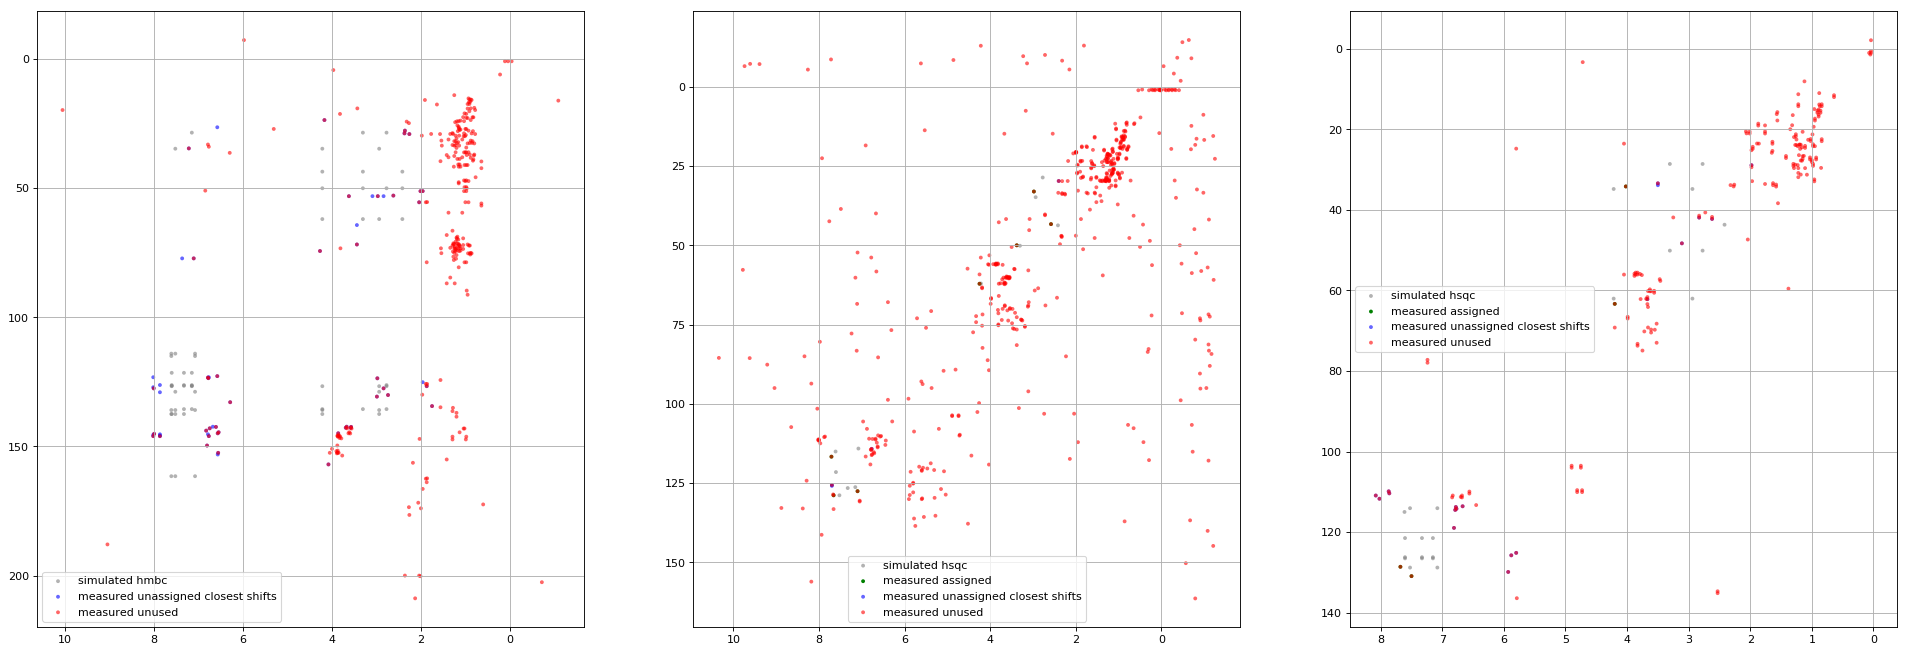 0
50
100
150
200
10 8 6 4 2 0
simulated hmbc
measured unassigned closest shifts
measured unused
0
25
50
75
100
125
150
10 8 6 4 2 0
simulated hsqc
measured assigned
measured unassigned closest shifts
measured unused
0
20
40
60
80
100
120
140
8 7 6 5 4 3 2 1 0
simulated hsqc
measured assigned
measured unassigned closest shifts
measured unused